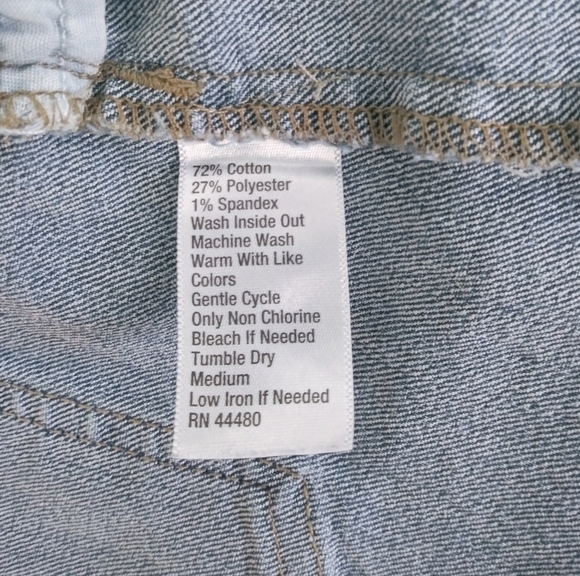 72% Cotton
27% Polyester
1% Spandex
Wash Inside Out
Machine Wash
Warm With Like
Colors
Gentle Cycle
Only Non Chlorine
Bleach If Needed
Tumble Dry
Medium
Low Iron If Needed
RN 44480